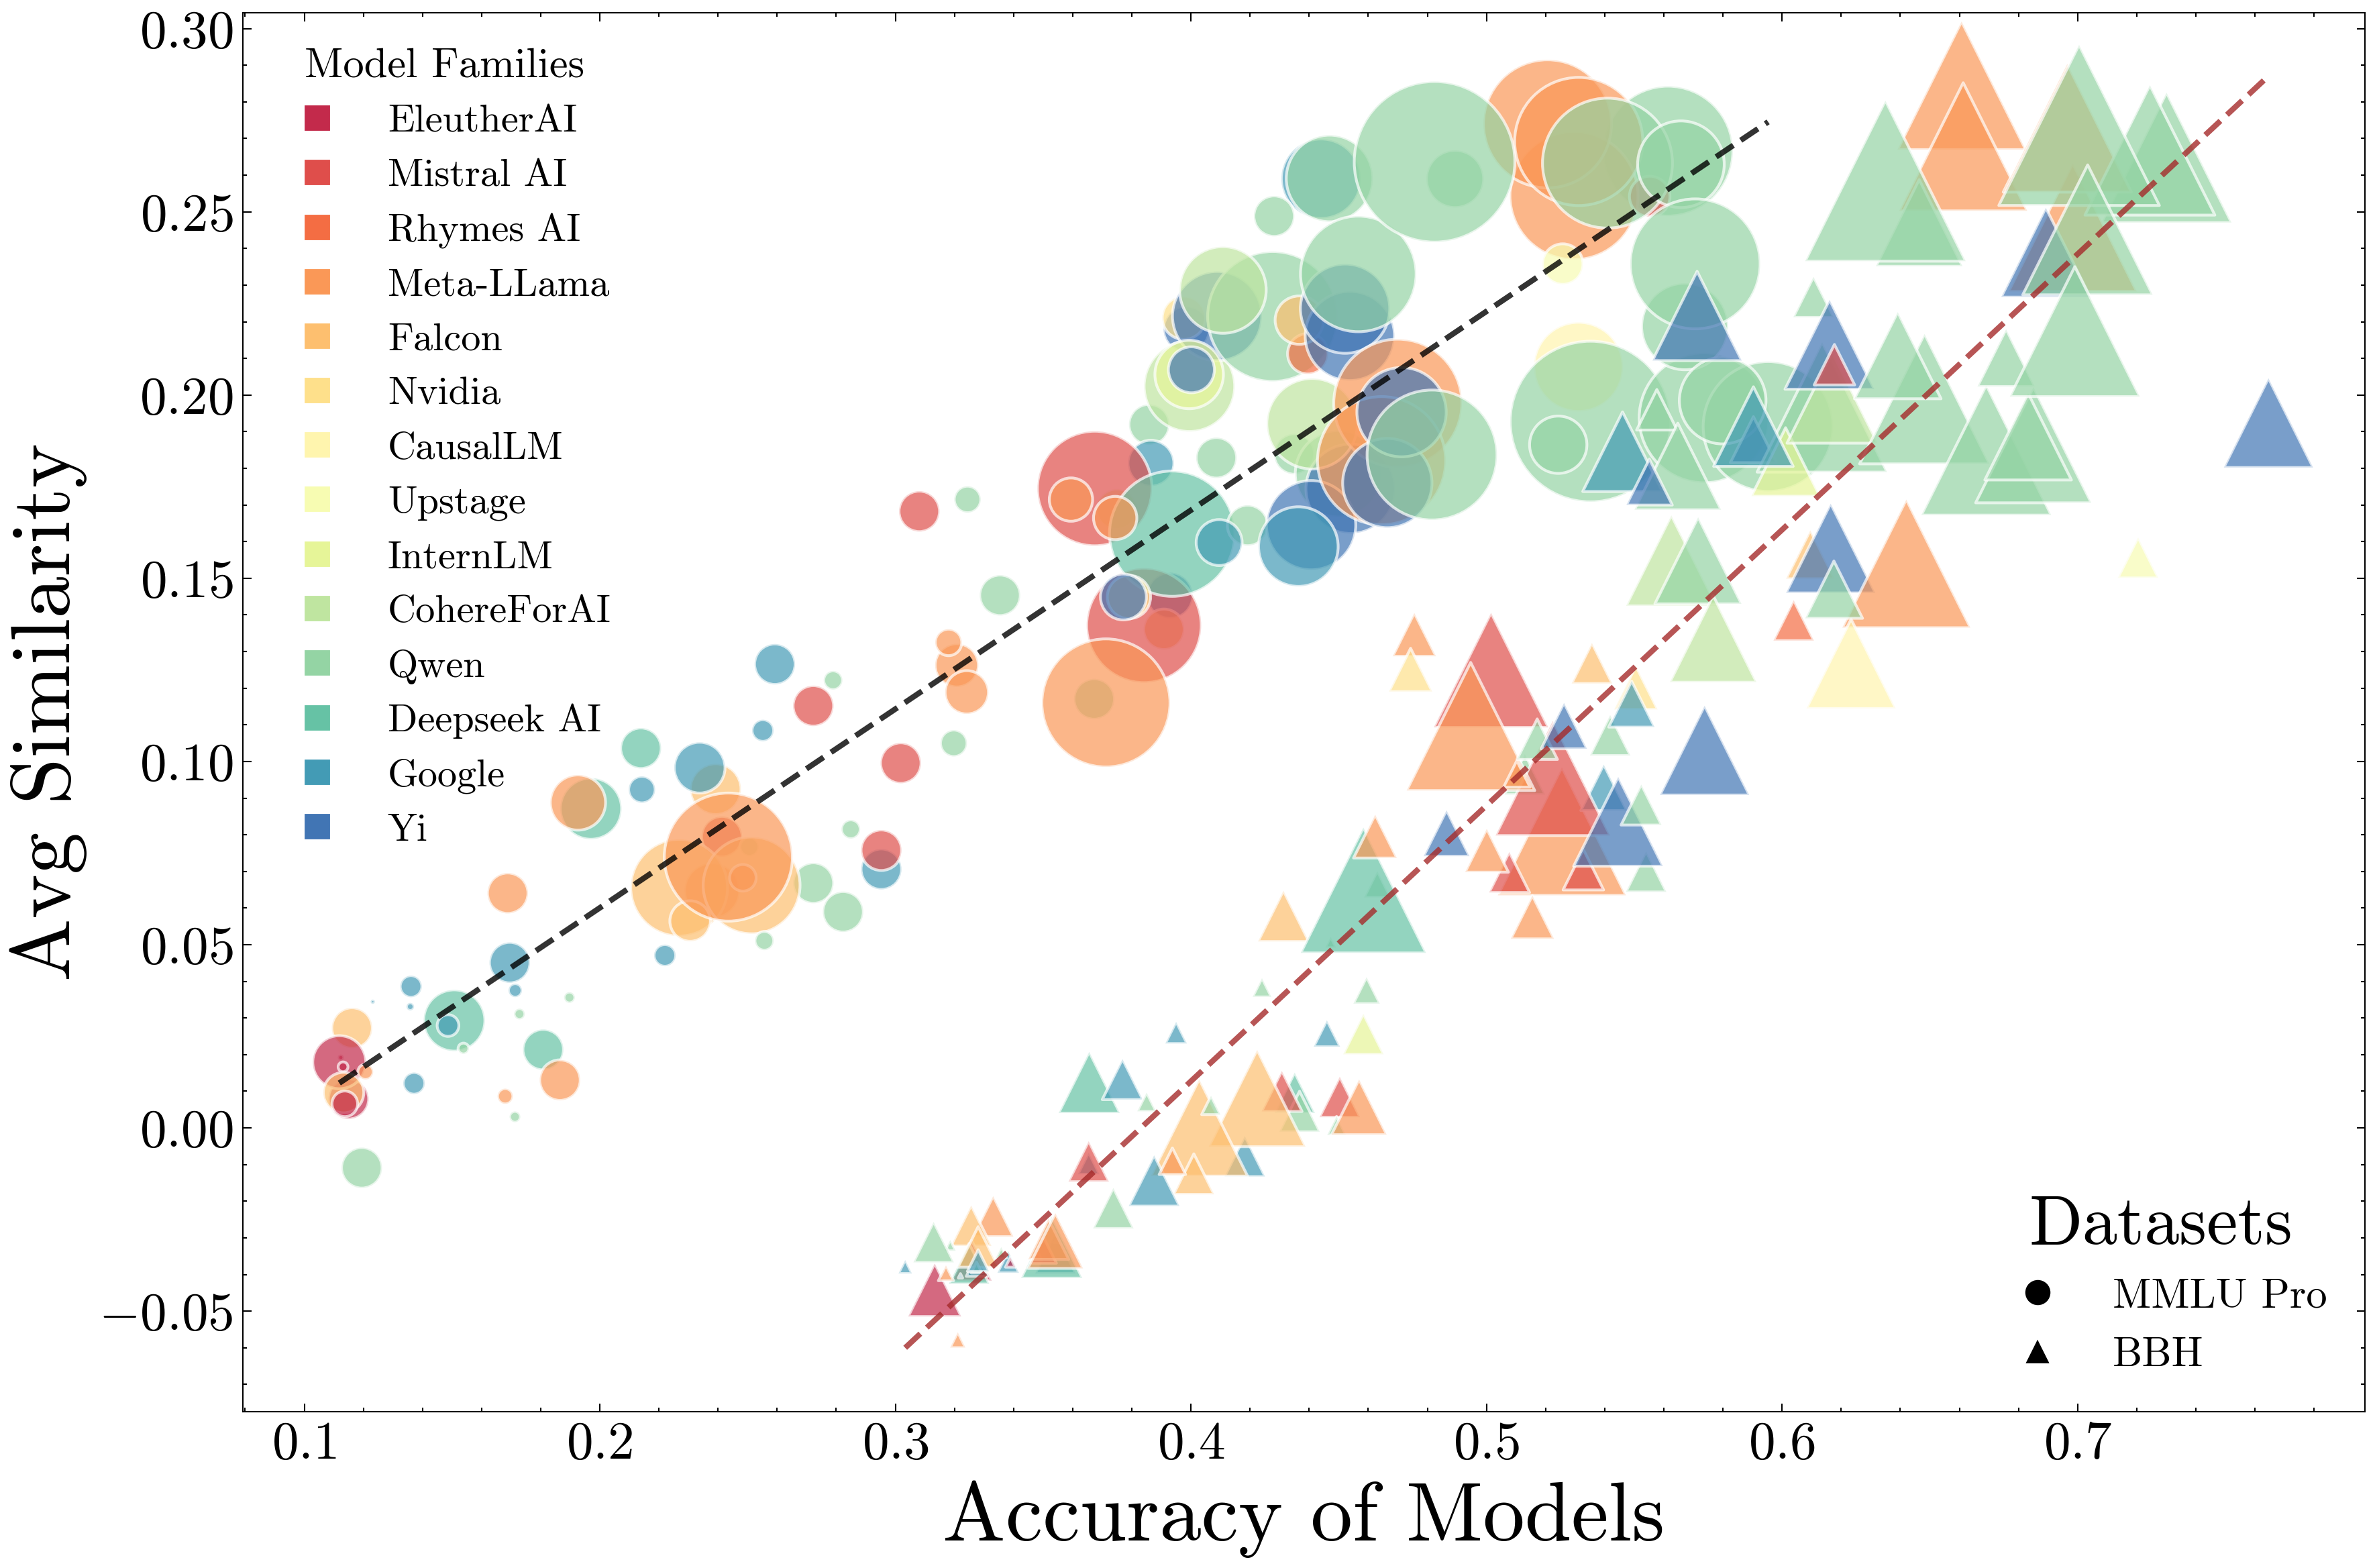 Avg Similarity
0.30
0.25
0.20
0.15
0.10
0.05
0.00
−0.05
Model Families
EleutherAI
Mistral AI
Rhymes AI
Meta-LLama
Falcon
Nvidia
CausalLM
Upstage
InternLM
CohereForAI
Qwen
Deepseek AI
Google
Yi
Datasets
MMLU Pro
BBH
0.1 0.2 0.3 0.4 0.5 0.6 0.7
Accuracy of Models